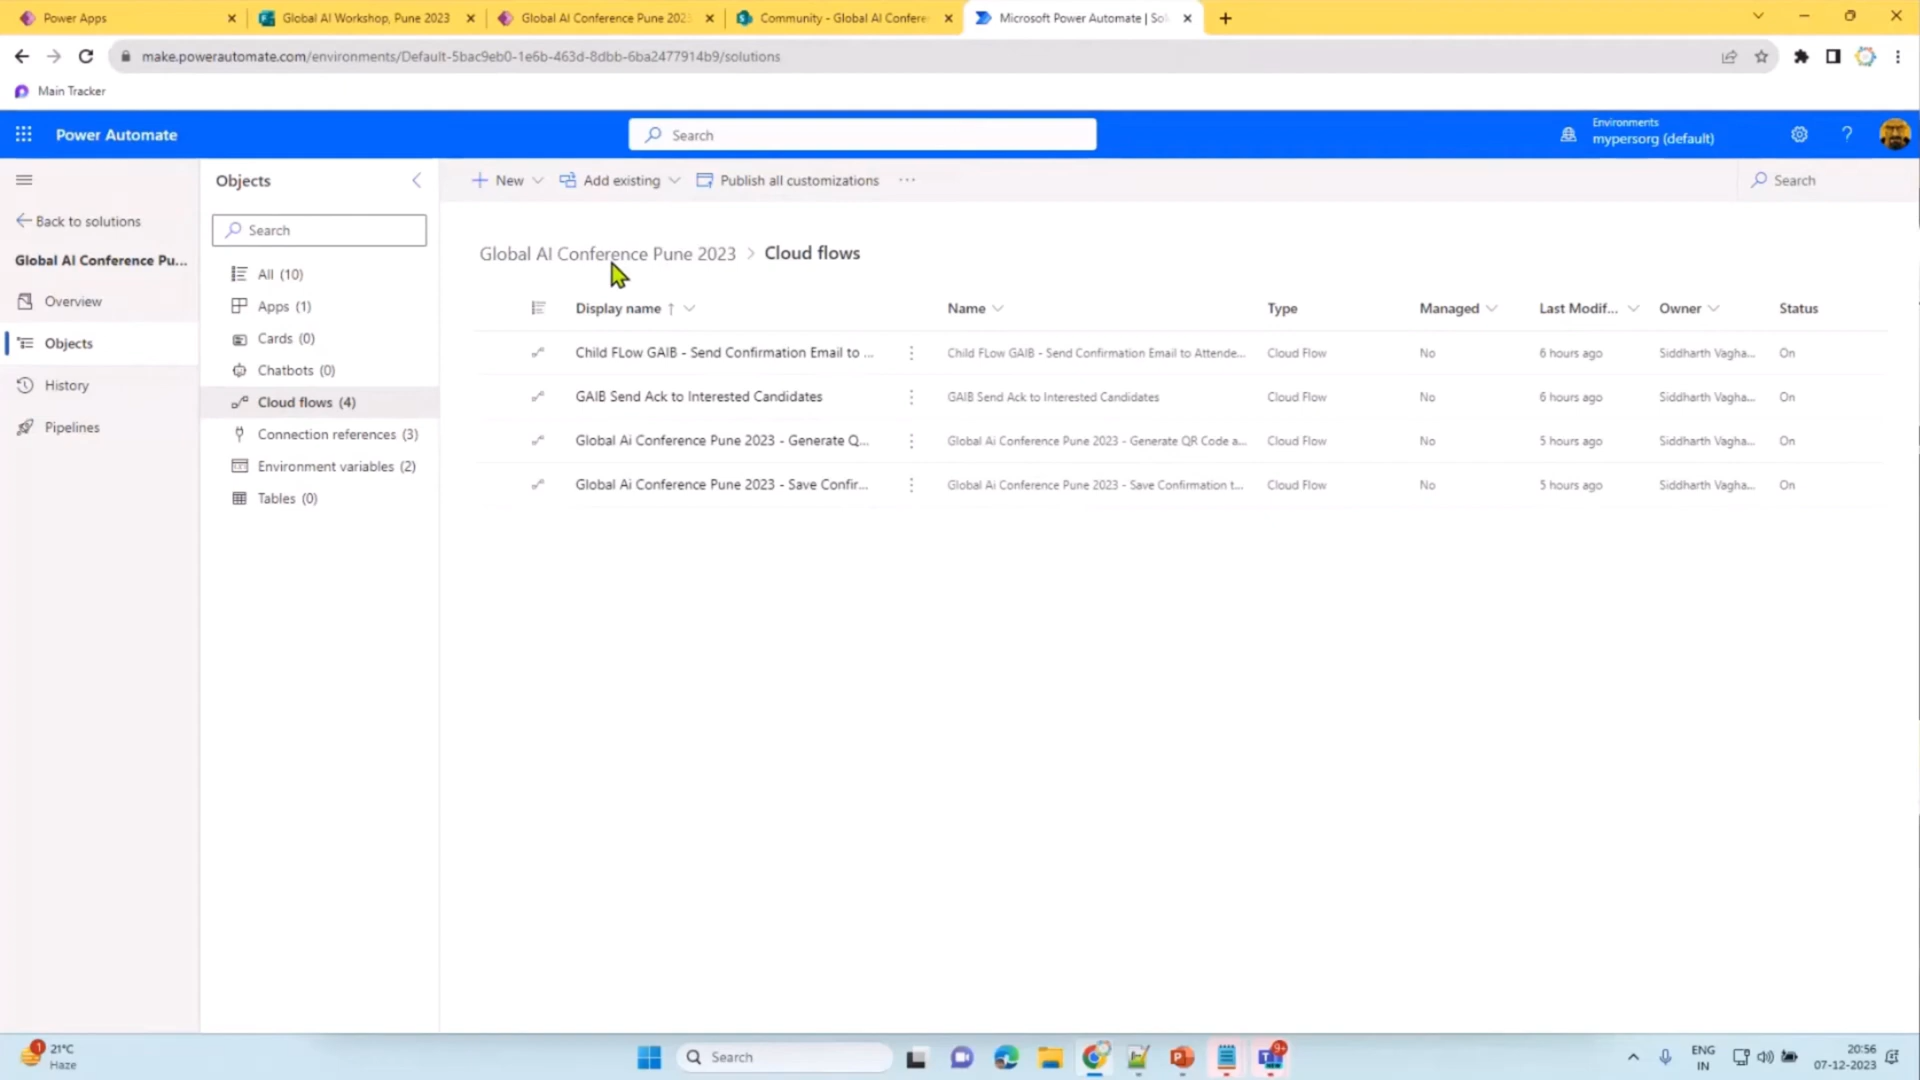 Power Apps
Global AI Workshop, Pune 2023
Global AI Conference Pune 202
Community - Global AI Confere
Microsoft Power Automate | Sol
make.powerautomate.com/environments/Default-5bac9eb0-1e6b-463d-8dbb-6ba2477914b9/solutions
Main Tracker
Power Automate
Search
Environments
mypersorg (default)
?
Back to solutions
Global AI Conference Pu...
Overview
Objects
History
Pipelines
Objects
Search
All (10)
Apps (1)
Cards (0)
Chatbots (0)
Cloud flows (4)
Connection references (3)
Environment variables (2)
Tables (0)
New
Add existing
Publish all customizations
...
Search
Global AI Conference Pune 2023 > Cloud flows
Display name ↑ Name Type Managed Last Modif... Owner Status
Child FLow GAIB - Send Confirmation Email to ... Child FLow GAIB - Send Confirmation Email to Attende... Cloud Flow No 6 hours ago Siddharth Vagha... On
GAIB Send Ack to Interested Candidates GAIB Send Ack to Interested Candidates Cloud Flow No 6 hours ago Siddharth Vagha... On
Global Ai Conference Pune 2023 - Generate Q... Global Ai Conference Pune 2023 - Generate QR Code a... Cloud Flow No 5 hours ago Siddharth Vagha... On
Global Ai Conference Pune 2023 - Save Confir... Global Ai Conference Pune 2023 - Save Confirmation t... Cloud Flow No 5 hours ago Siddharth Vagha... On
1
21°C
Haze
Search
9+
ENG
IN
20:56
07-12-2023